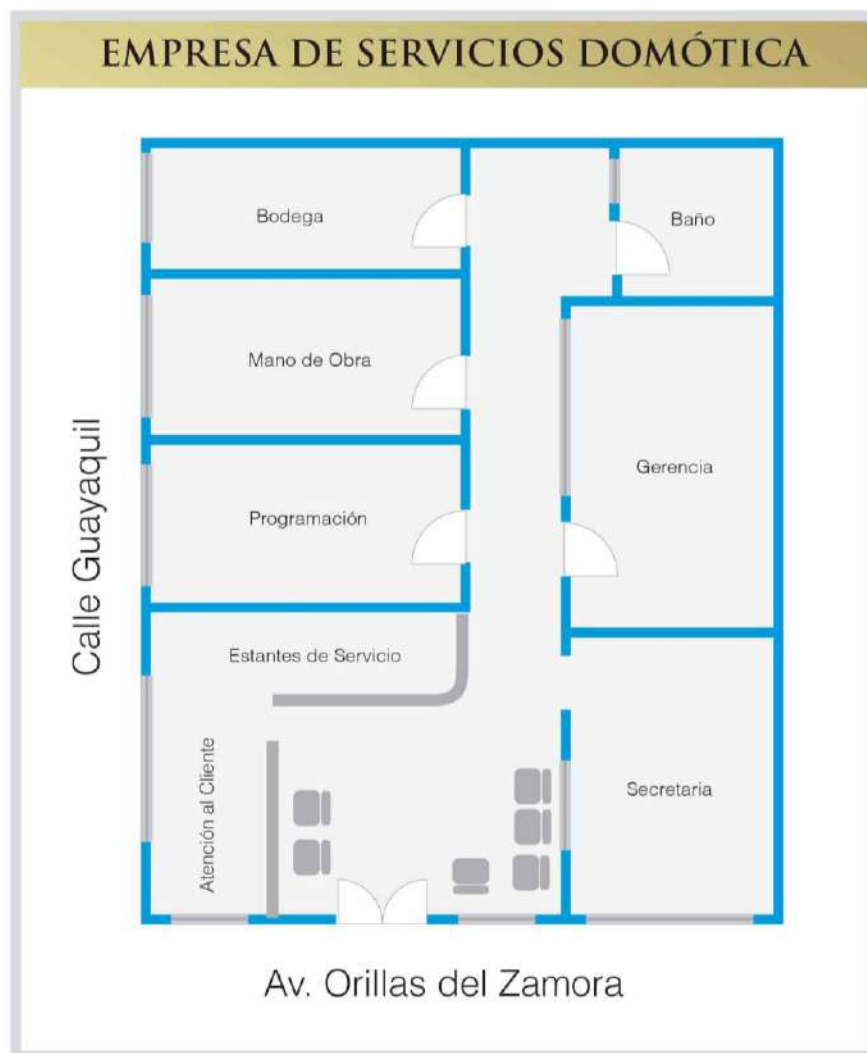 EMPRESA DE SERVICIOS DOMÓTICA
Bodega
Baño
Mano de Obra
Gerencia
Programación
Calle Guayaquil
Estantes de Servicio
Atención al Cliente
Secretaria
Av. Orillas del Zamora